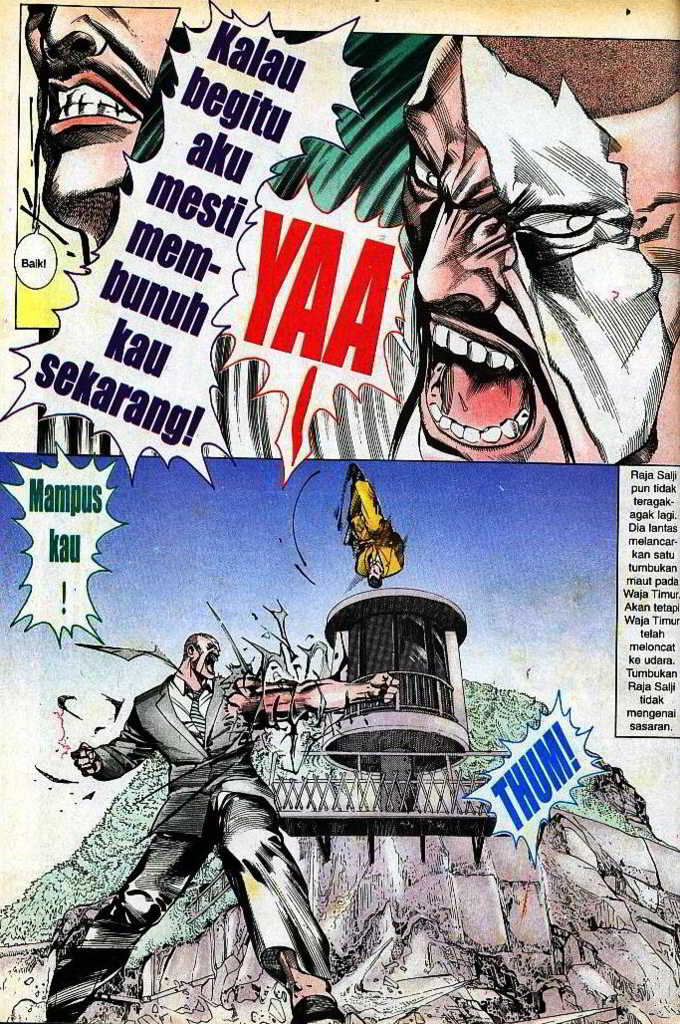 Baik!
Kalau
begitu
aku
mesti
mem-
bunuh
kau
sekarang!
YAA
!
Mampus
kau
!
Raja Salji
pun tidak
teragak-
agak lagi.
Dia lantas
melancar-
kan satu
tumbukan
maut pada
Waja Timur.
Akan tetapi
Waja Timur
telah
meloncat
ke udara.
Tumbukan
Raja Salji
tidak
mengenai
sasaran.
THUM!